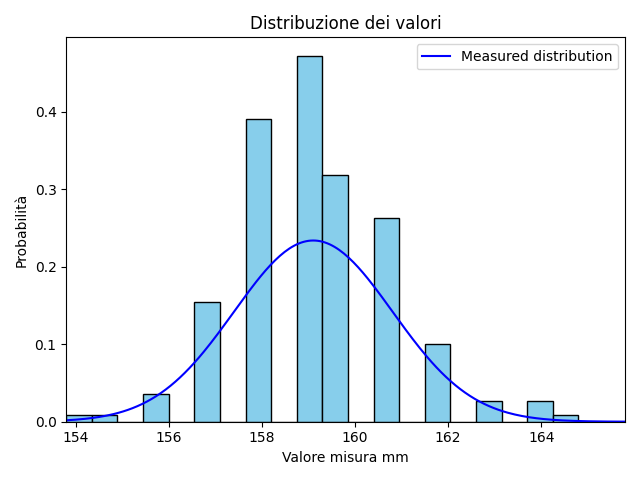 Distribuzione dei valori
Measured distribution
Probabilità
0.4
0.3
0.2
0.1
0.0
154 156 158 160 162 164
Valore misura mm